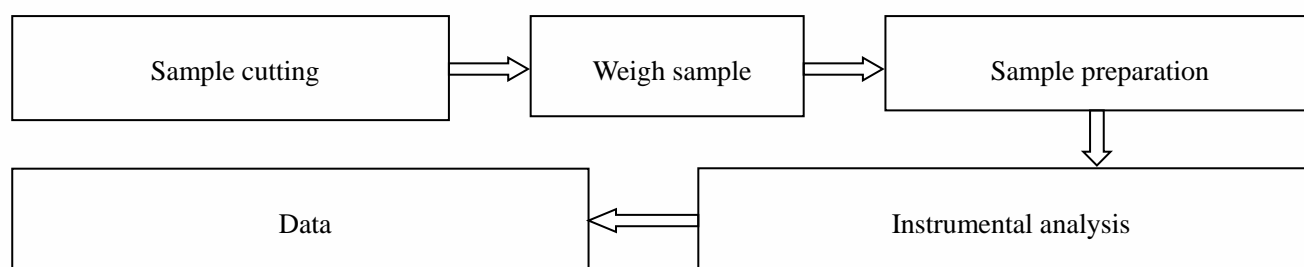 Sample cutting
Weigh sample
Sample preparation
Instrumental analysis
Data